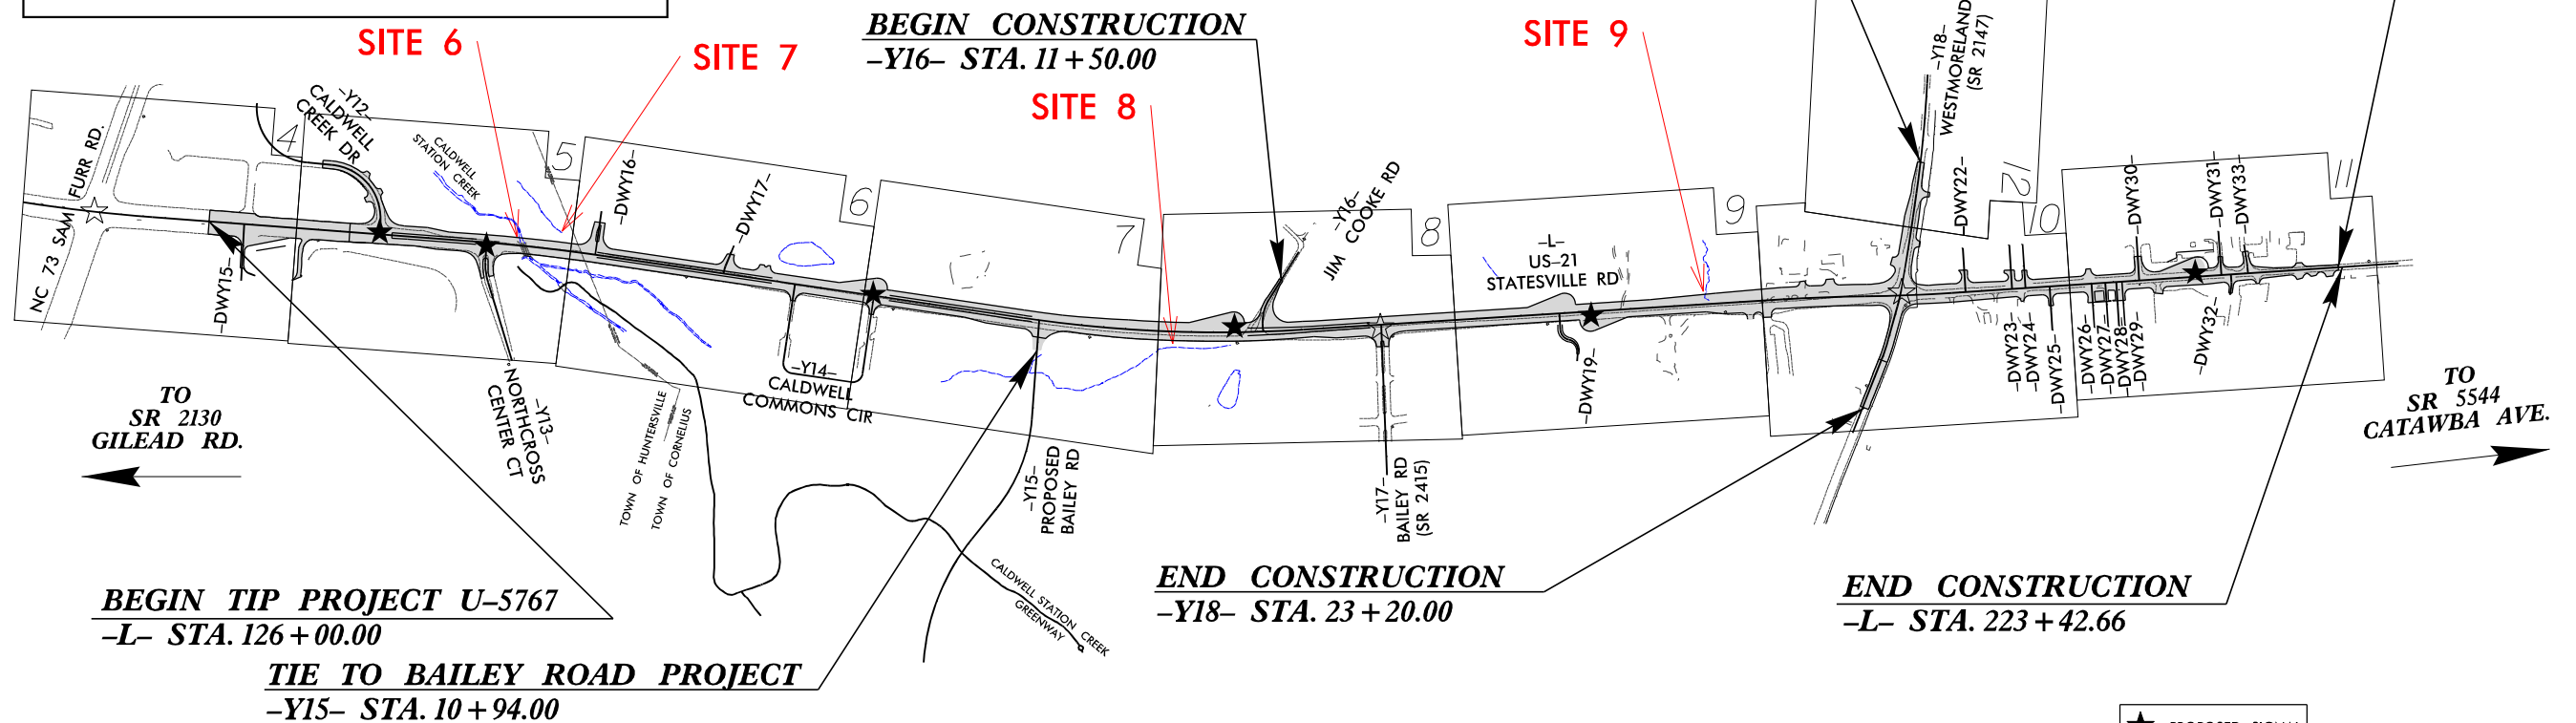 SITE 6
SITE 7
BEGIN CONSTRUCTION
–Y16– STA. 11+50.00
SITE 8
SITE 9
–Y18–
WESTMORELAND
(SR 2147)
NC 73 SAM FURR RD.
4
–Y12–
CALDWELL
CREEK DR
CALDWELL
STATION CREEK
5
–DWY16–
–DWY17–
6
7
–Y16–
JIM COOKE RD
8
–L–
US–21
STATESVILLE RD
9
–DWY22–
12
10
–DWY30–
–DWY31–
–DWY33–
11
–DWY15–
–Y13–
NORTHCROSS
CENTER CT
–Y14–
CALDWELL
COMMONS CIR
TOWN OF HUNTERSVILLE
TOWN OF CORNELIUS
–Y15–
PROPOSED
BAILEY RD
–Y17–
BAILEY RD
(SR 2415)
–DWY19–
–DWY23–
–DWY24–
–DWY25–
–DWY26–
–DWY27–
–DWY28–
–DWY29–
–DWY32–
TO
SR 2130
GILEAD RD.
TO
SR 5544
CATAWBA AVE.
CALDWELL STATION CREEK
GREENWAY
BEGIN TIP PROJECT U–5767
–L– STA. 126+00.00
TIE TO BAILEY ROAD PROJECT
–Y15– STA. 10+94.00
END CONSTRUCTION
–Y18– STA. 23+20.00
END CONSTRUCTION
–L– STA. 223+42.66